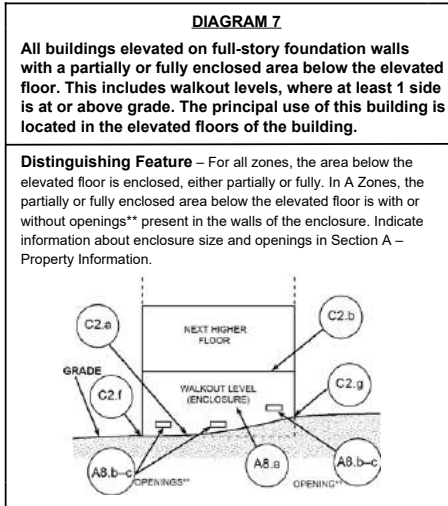 DIAGRAM 7
All buildings elevated on full-story foundation walls
with a partially or fully enclosed area below the elevated
floor. This includes walkout levels, where at least 1 side
is at or above grade. The principal use of this building is
located in the elevated floors of the building.
Distinguishing Feature – For all zones, the area below the
elevated floor is enclosed, either partially or fully. In A Zones, the
partially or fully enclosed area below the elevated floor is with or
without openings** present in the walls of the enclosure. Indicate
information about enclosure size and openings in Section A –
Property Information.
C2.a
NEXT HIGHER
FLOOR
C2.b
GRADE
C2.f
WALKOUT LEVEL
(ENCLOSURE)
C2.g
A8.b–c
OPENINGS**
A8.a
OPENING**
A8.b–c